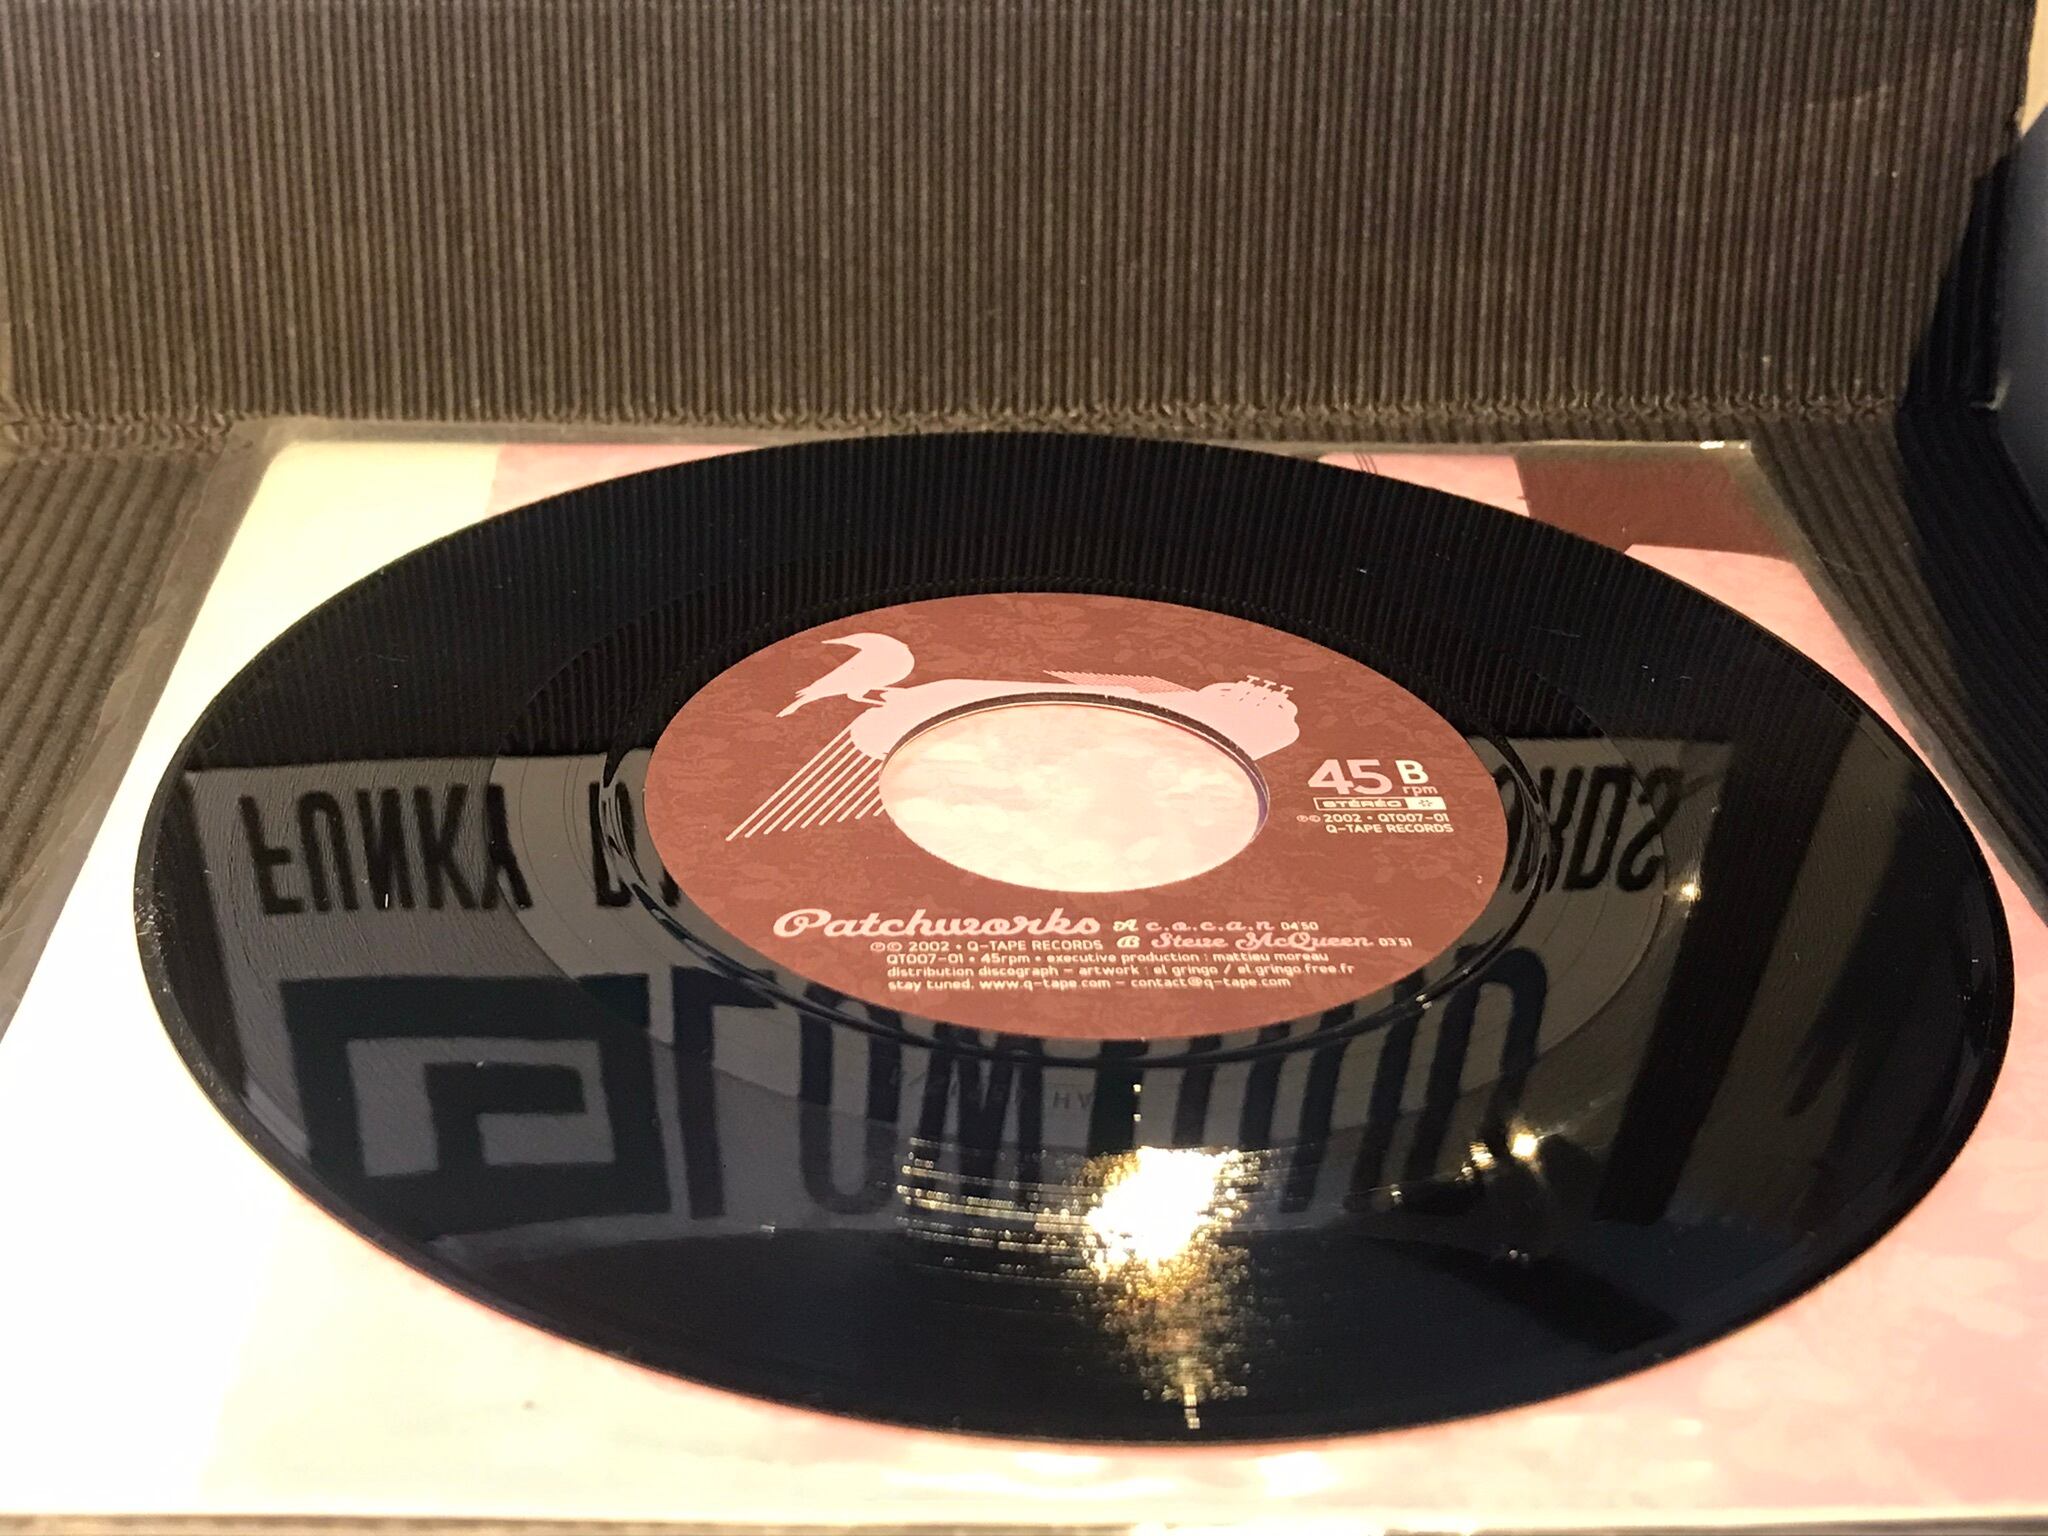 45 B
rpm
STÉRÉO
℗© 2002 • QT007-01
Q-TAPE RECORDS
Patchworks A c.o.c.a.n 04'50
℗© 2002 • Q-TAPE RECORDS B Steve McQueen 03'51
QT007-01 • 45rpm • executive production : mattieu moreau
distribution discograph - artwork : el gringo / el.gringo.free.fr
stay tuned. www.q-tape.com - contact@q-tape.com
FUNKY